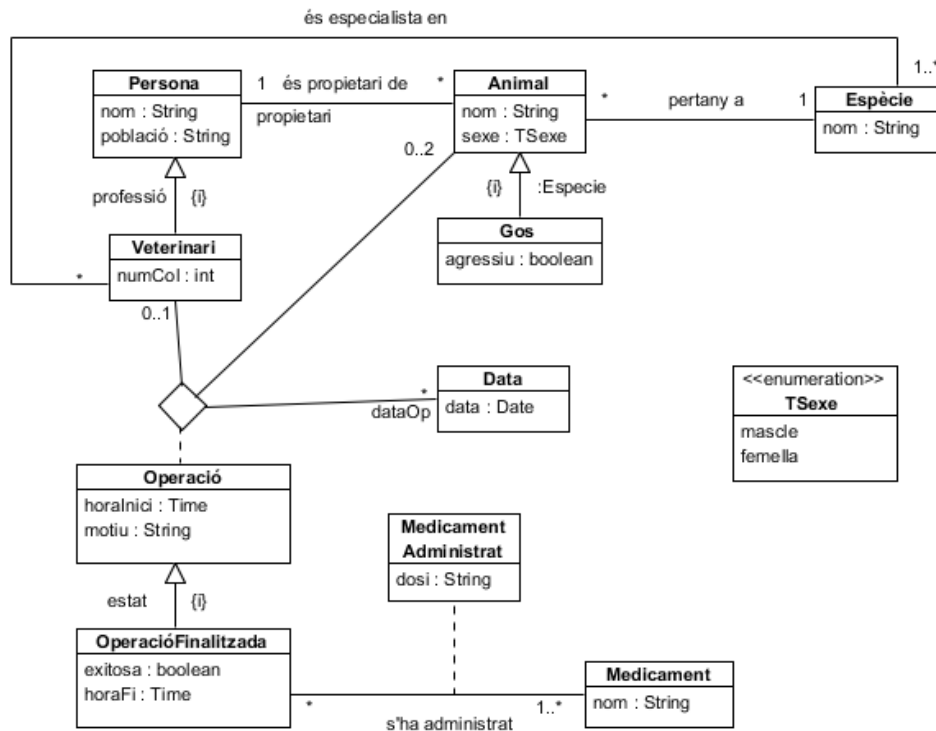 és especialista en
1..*
Persona
nom : String
població : String
1
és propietari de
*
propietari
Animal
nom : String
sexe : TSexe
*
pertany a
1
Espècie
nom : String
0..2
professió
{i}
{i}
:Especie
Gos
agressiu : boolean
Veterinari
numCol : int
*
0..1
Data
data : Date
*
dataOp
<<enumeration>>
TSexe
mascle
femella
Operació
horaInici : Time
motiu : String
Medicament
Administrat
dosi : String
estat
{i}
OperacióFinalitzada
exitosa : boolean
horaFi : Time
*
s'ha administrat
1..*
Medicament
nom : String